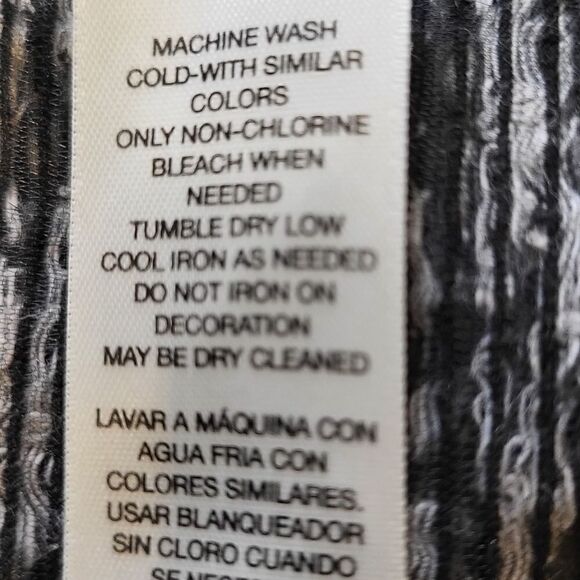 MACHINE WASH
COLD-WITH SIMILAR
COLORS
ONLY NON-CHLORINE
BLEACH WHEN
NEEDED
TUMBLE DRY LOW
COOL IRON AS NEEDED
DO NOT IRON ON
DECORATION
MAY BE DRY CLEANED
LAVAR A MÁQUINA CON
AGUA FRIA CON
COLORES SIMILARES.
USAR BLANQUEADOR
SIN CLORO CUANDO
SE